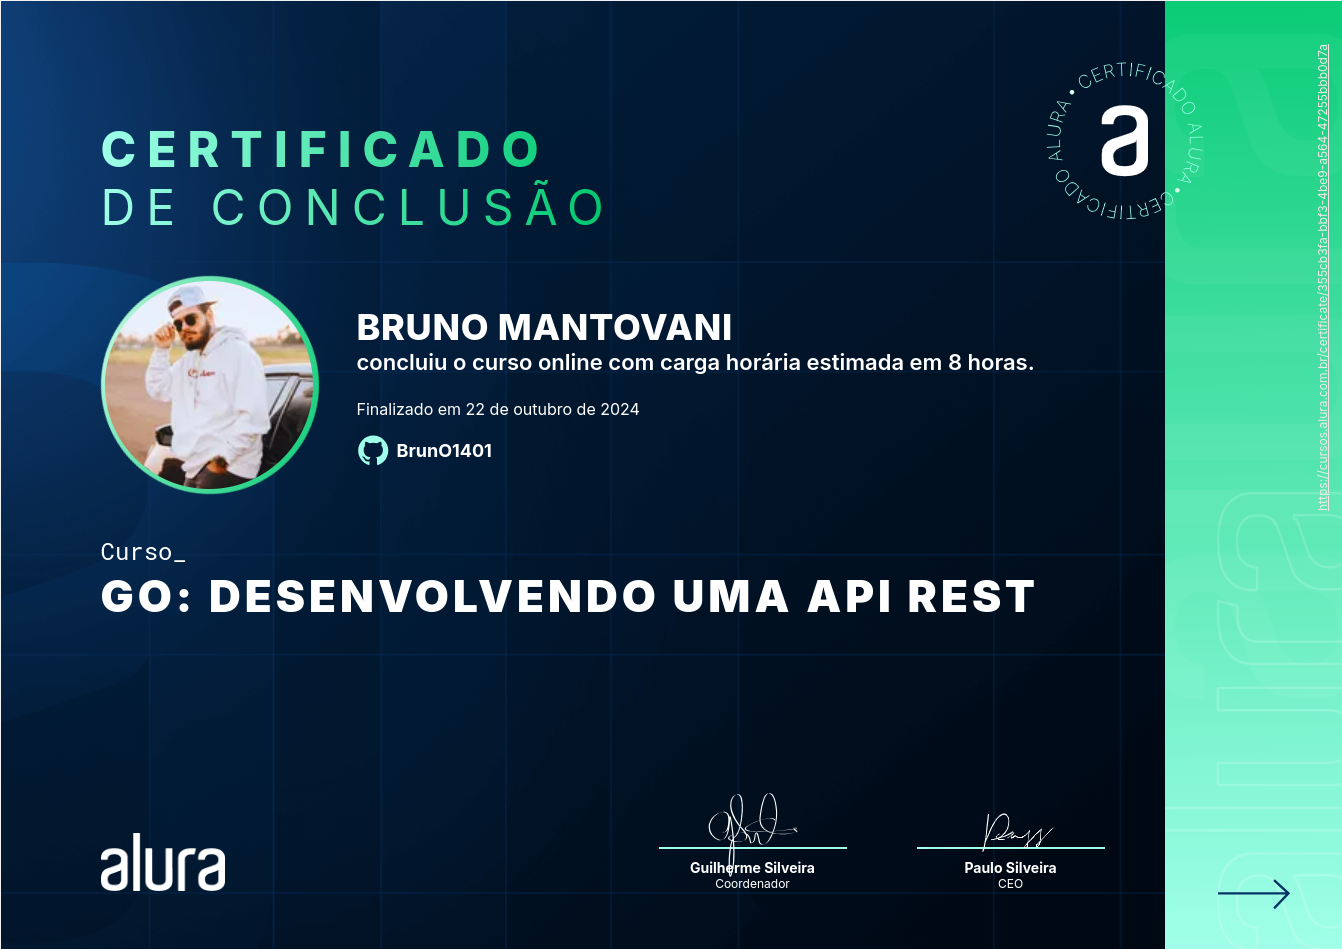 CERTIFICADO
DE CONCLUSÃO
CERTIFICADO ALURA • CERTIFICADO ALURA •
a
BRUNO MANTOVANI
concluiu o curso online com carga horária estimada em 8 horas.
Finalizado em 22 de outubro de 2024
BrunO1401
Curso_
GO: DESENVOLVENDO UMA API REST
alura
Guilherme Silveira
Coordenador
Paulo Silveira
CEO
https://cursos.alura.com.br/certificate/355cb3fa-bbf3-4be9-a564-47255bbb0d7a
alura